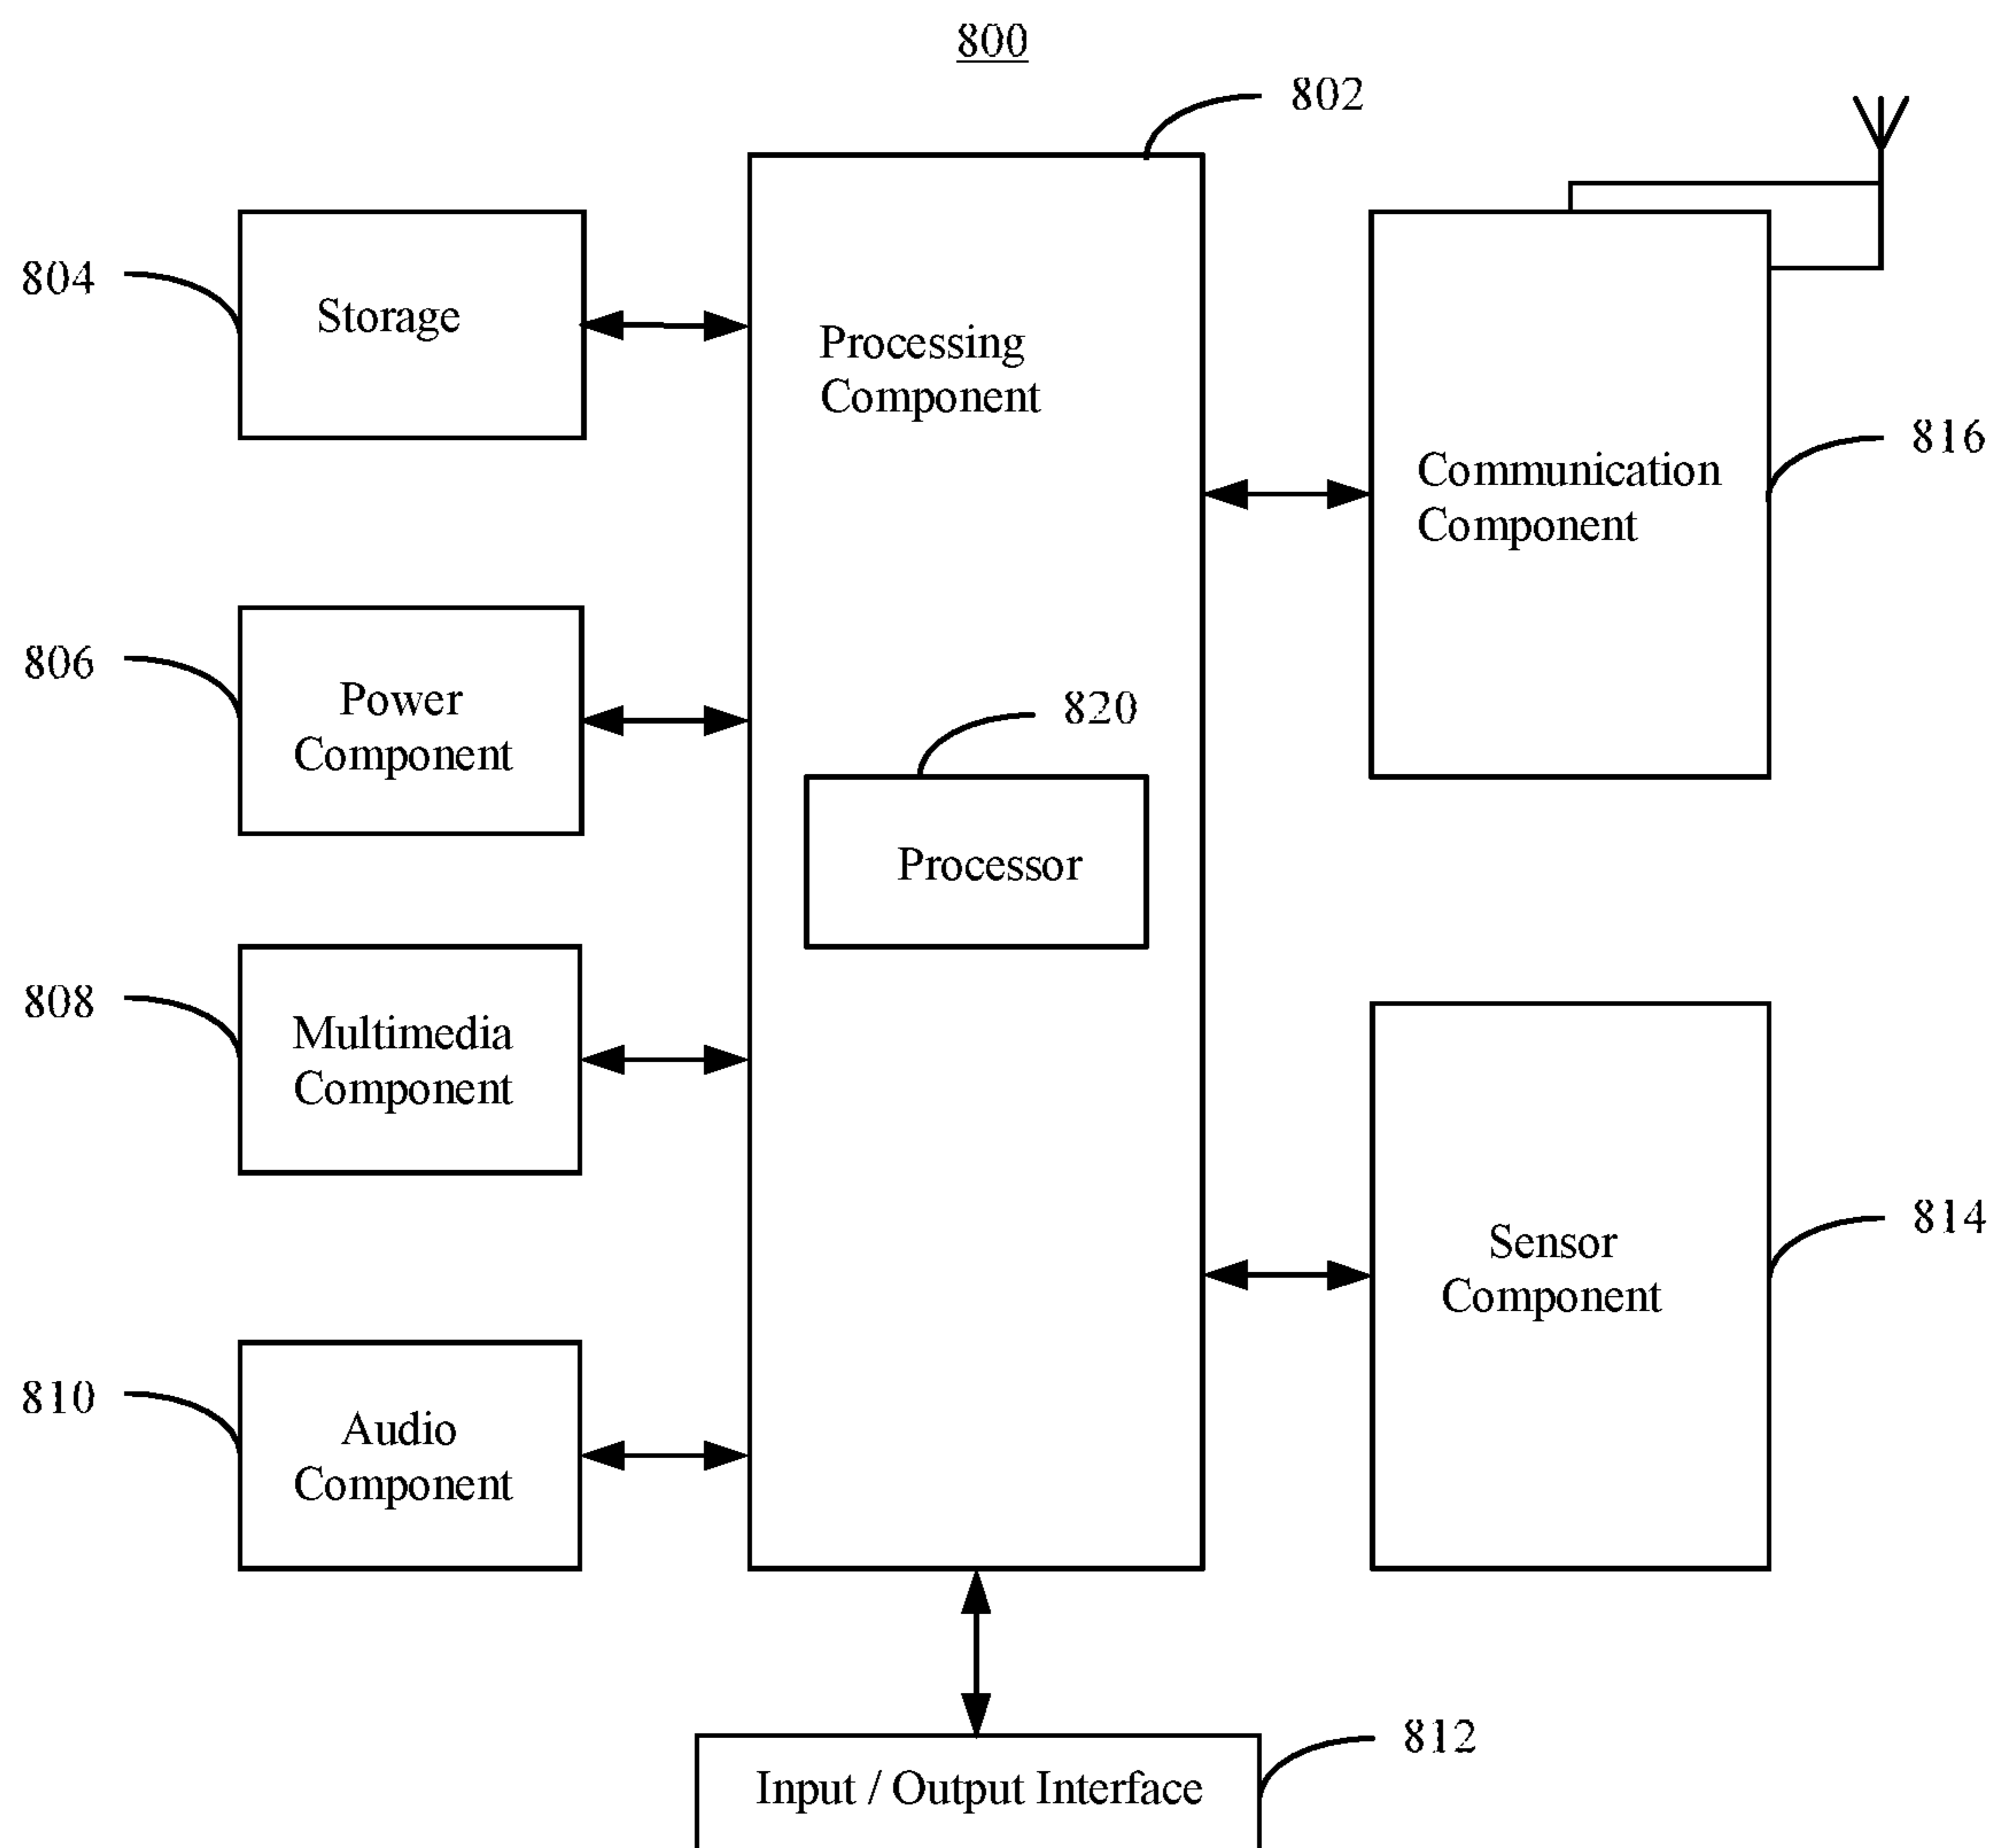 800
802
804
Storage
Processing
Component
Communication
Component
816
806
Power
Component
820
Processor
808
Multimedia
Component
Sensor
Component
814
810
Audio
Component
812
Input / Output Interface